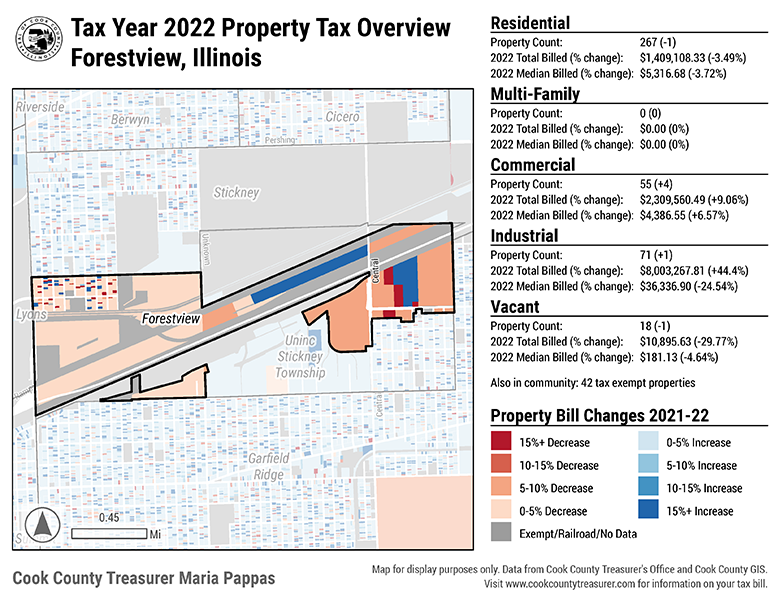 Tax Year 2022 Property Tax Overview
Forestview, Illinois
Residential
Property Count: 267 (-1)
2022 Total Billed (% change): $1,409,108.33 (-3.49%)
2022 Median Billed (% change): $5,316.68 (-3.72%)
Multi-Family
Property Count: 0 (0)
2022 Total Billed (% change): $0.00 (0%)
2022 Median Billed (% change): $0.00 (0%)
Commercial
Property Count: 55 (+4)
2022 Total Billed (% change): $2,309,560.49 (+9.06%)
2022 Median Billed (% change): $4,386.55 (+6.57%)
Industrial
Property Count: 71 (+1)
2022 Total Billed (% change): $8,003,267.81 (+44.4%)
2022 Median Billed (% change): $36,336.90 (-24.54%)
Vacant
Property Count: 18 (-1)
2022 Total Billed (% change): $10,895.63 (-29.77%)
2022 Median Billed (% change): $181.13 (-4.64%)
Also in community: 42 tax exempt properties
Property Bill Changes 2021-22
15%+ Decrease
10-15% Decrease
5-10% Decrease
0-5% Decrease
Exempt/Railroad/No Data
0-5% Increase
5-10% Increase
10-15% Increase
15%+ Increase
Riverside
Berwyn
Cicero
Pershing
Stickney
Unknown
Central
Lyons
Forestview
Uninc
Stickney
Township
Central
Garfield
Ridge
S
0.45
Mi
Cook County Treasurer Maria Pappas
Map for display purposes only. Data from Cook County Treasurer's Office and Cook County GIS.
Visit www.cookcountytreasurer.com for information on your tax bill.